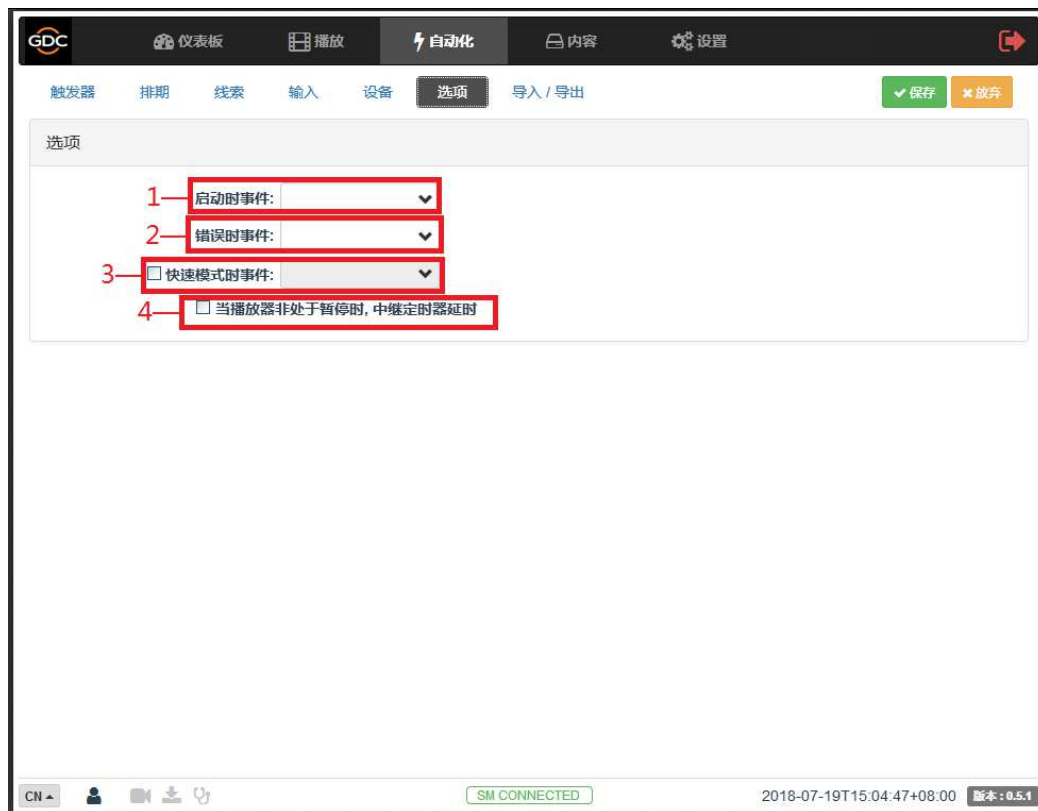 GDC 仪表板 播放 自动化 内容 设置
触发器 排期 线索 输入 设备 选项 导入 / 导出 保存 放弃
选项
1 启动时事件:
2 错误时事件:
3 快速模式时事件:
4 当播放器非处于暂停时, 中继定时器延时
CN SM CONNECTED 2018-07-19T15:04:47+08:00 版本 : 0.5.1